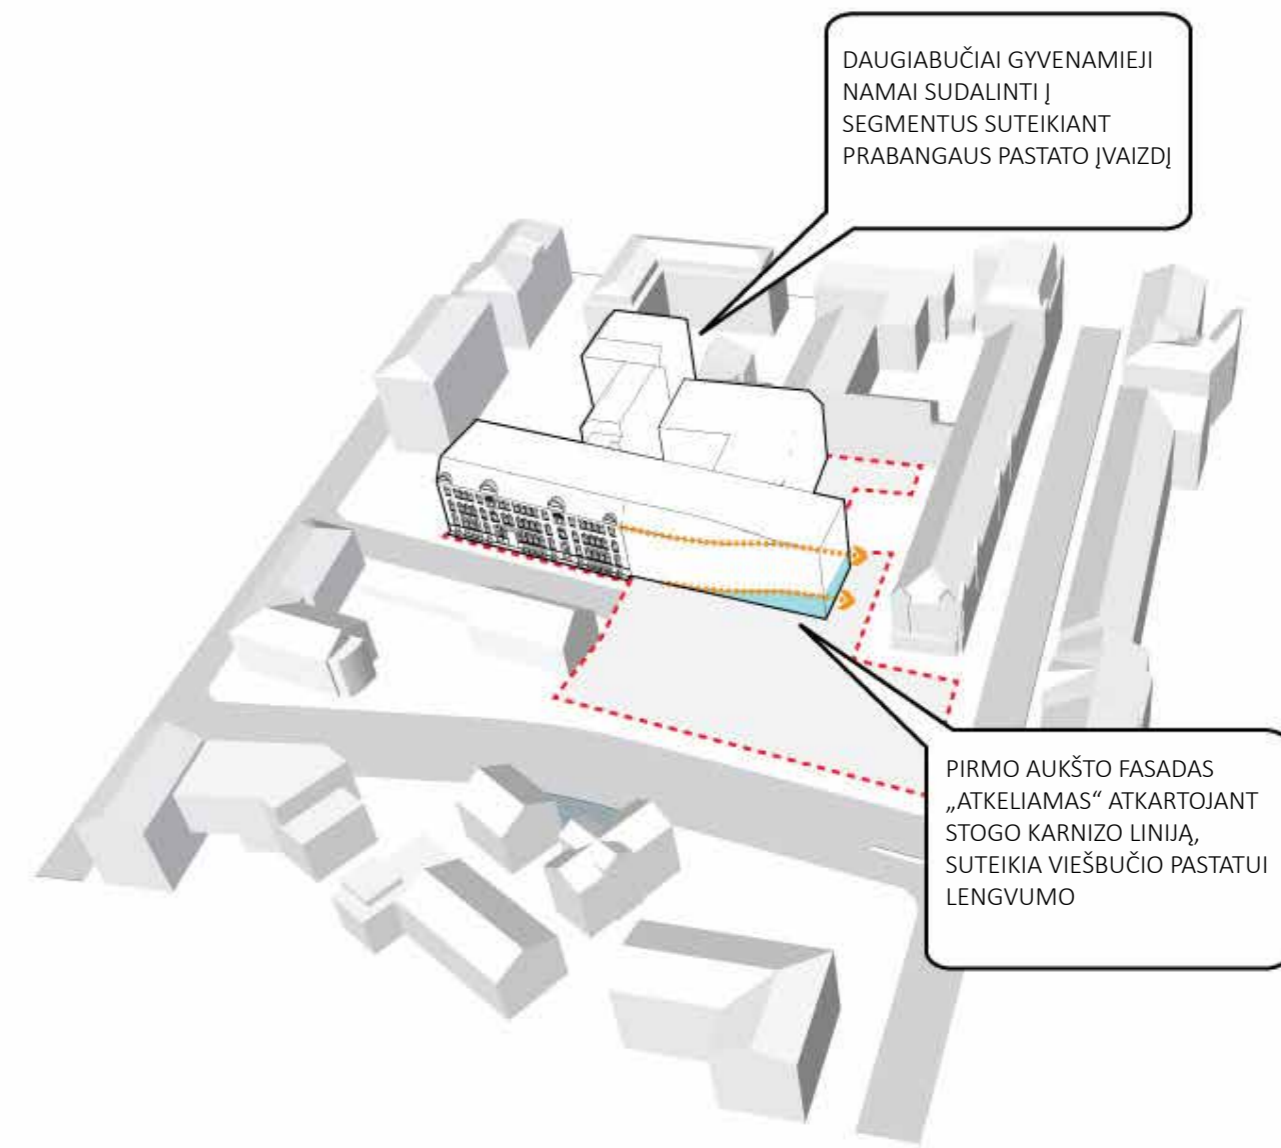 DAUGIABUČIAI GYVENAMIEJI
NAMAI SUDALINTI Į
SEGMENTUS SUTEIKIANT
PRABANGAUS PASTATO ĮVAIZDĮ
PIRMO AUKŠTO FASADAS
„ATKELIAMAS“ ATKARTOJANT
STOGO KARNIZO LINIJĄ,
SUTEIKIA VIEŠBUČIO PASTATUI
LENGVUMO